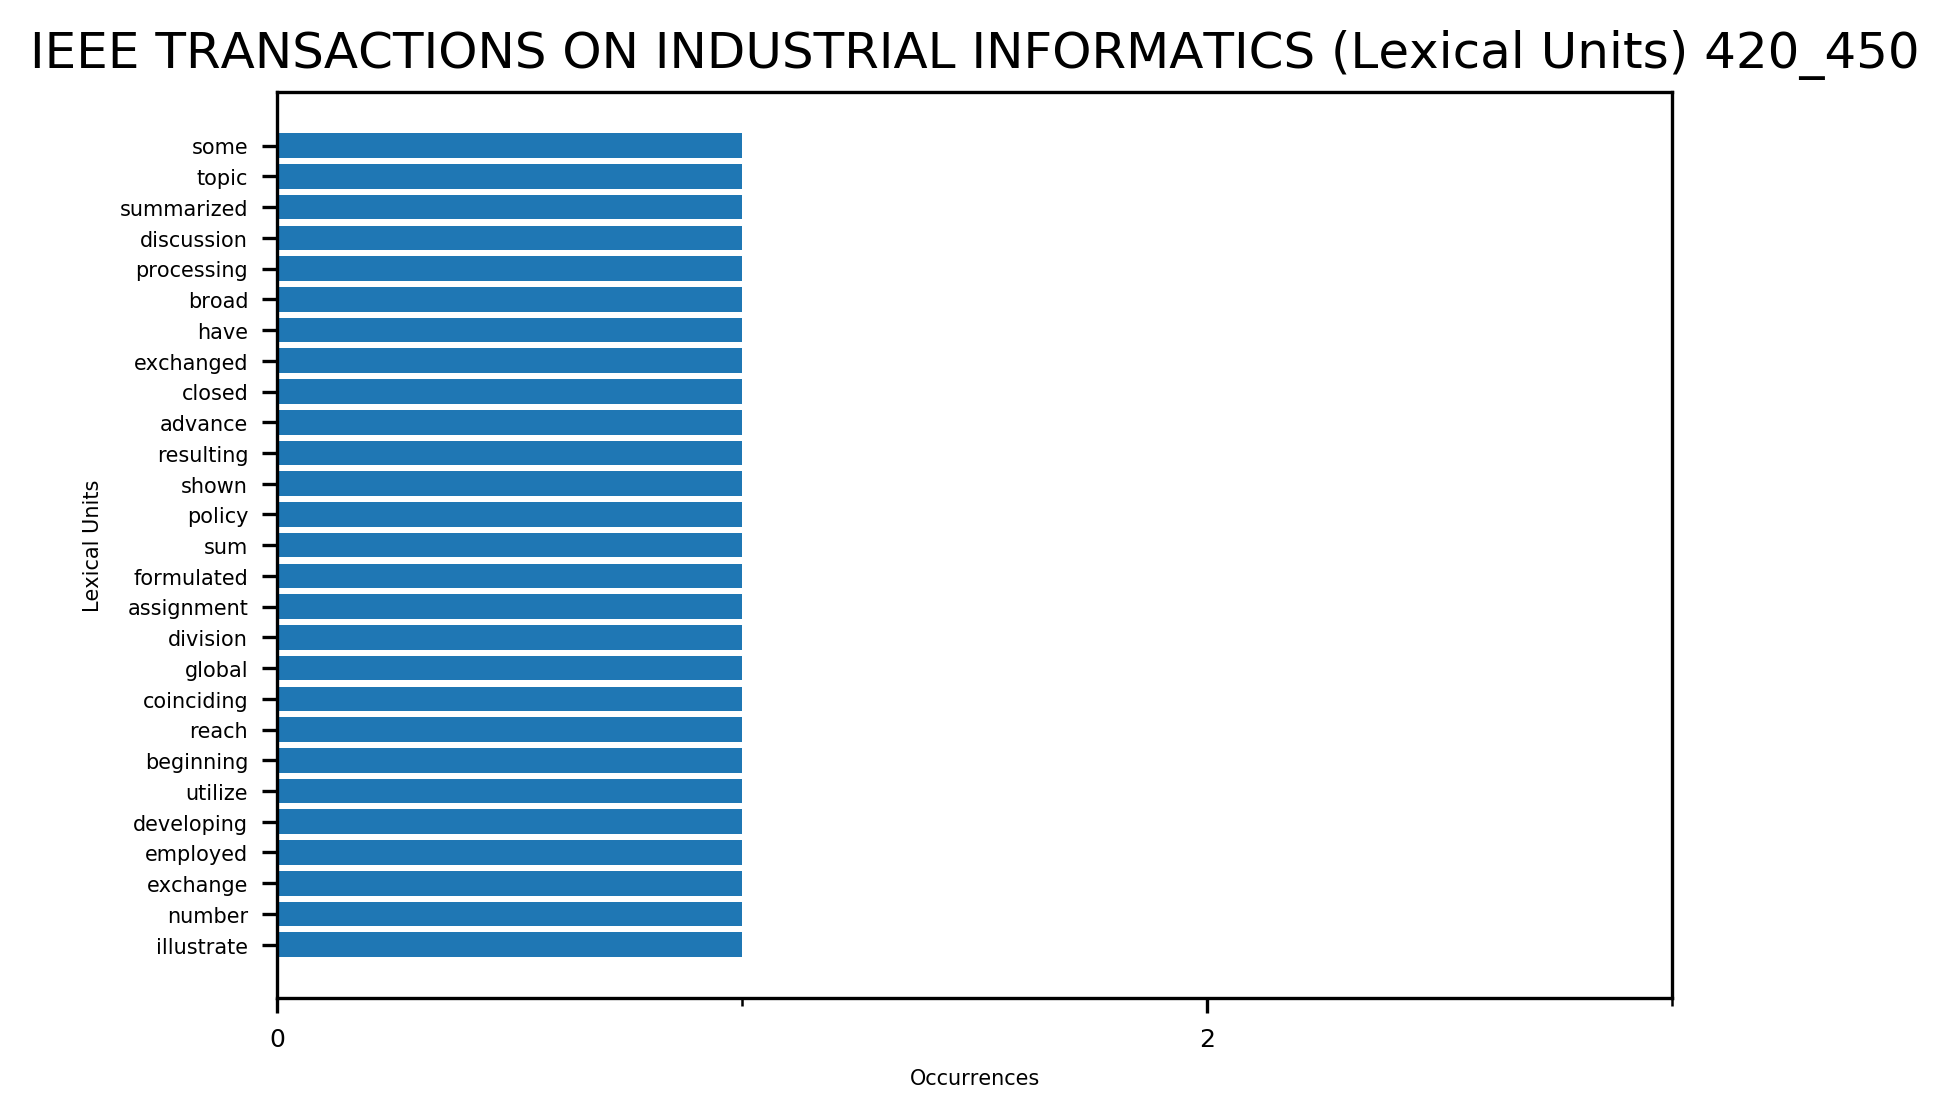 IEEE TRANSACTIONS ON INDUSTRIAL INFORMATICS (Lexical Units) 420_450
some
topic
summarized
discussion
processing
broad
have
exchanged
closed
advance
resulting
shown
policy
sum
formulated
assignment
division
global
coinciding
reach
beginning
utilize
developing
employed
exchange
number
illustrate
Lexical Units
0 2
Occurrences